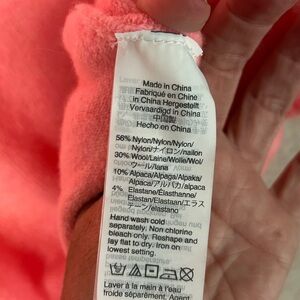 Made in China
Fabriqué en Chine
in China Hergestellt
Vervaardigd in China
中国製
Hecho en China
56% Nylon/Nylon/Nylon/
Nylon/ナイロン/nailon
30% Wool/Laine/Wolle/Wol/
ウール/lana
10% Alpaca/Alpaga/Alpaka/
Alpaca/アルパカ/alpaca
4% Elastane/Élasthanne/
Elastan/Elastaan/エラス
テーン/elastano
Hand wash cold
separately. Non chlorine
bleach only. Reshape and
lay flat to dry. Iron on
lowest setting.
Laver à la main à l'eau
froide séparément. Agent